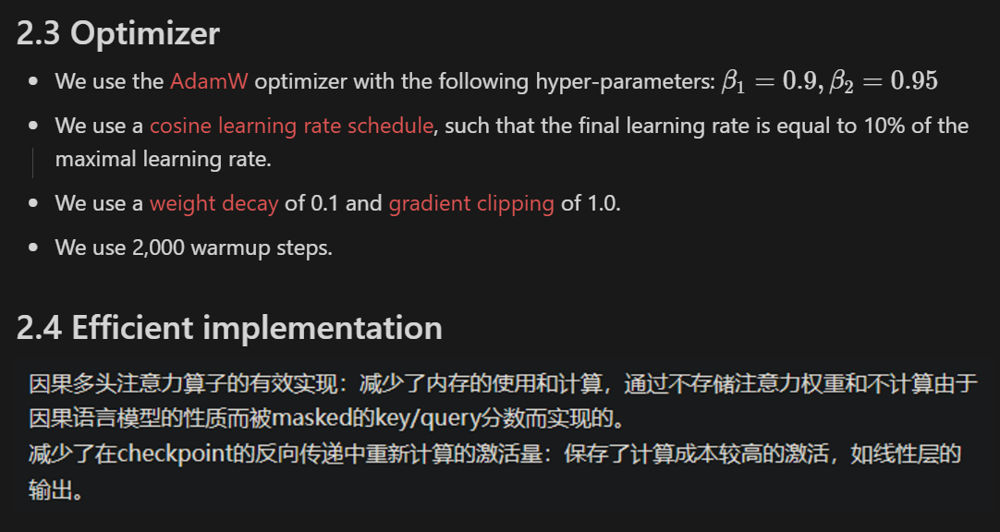 2.3 Optimizer
• We use the AdamW optimizer with the following hyper-parameters: β₁ = 0.9, β₂ = 0.95
• We use a cosine learning rate schedule, such that the final learning rate is equal to 10% of the
maximal learning rate.
• We use a weight decay of 0.1 and gradient clipping of 1.0.
• We use 2,000 warmup steps.
2.4 Efficient implementation
因果多头注意力算子的有效实现：减少了内存的使用和计算，通过不存储注意力权重和不计算由于
因果语言模型的性质而被masked的key/query分数而实现的。
减少了在checkpoint的反向传递中重新计算的激活量：保存了计算成本较高的激活，如线性层的
输出。